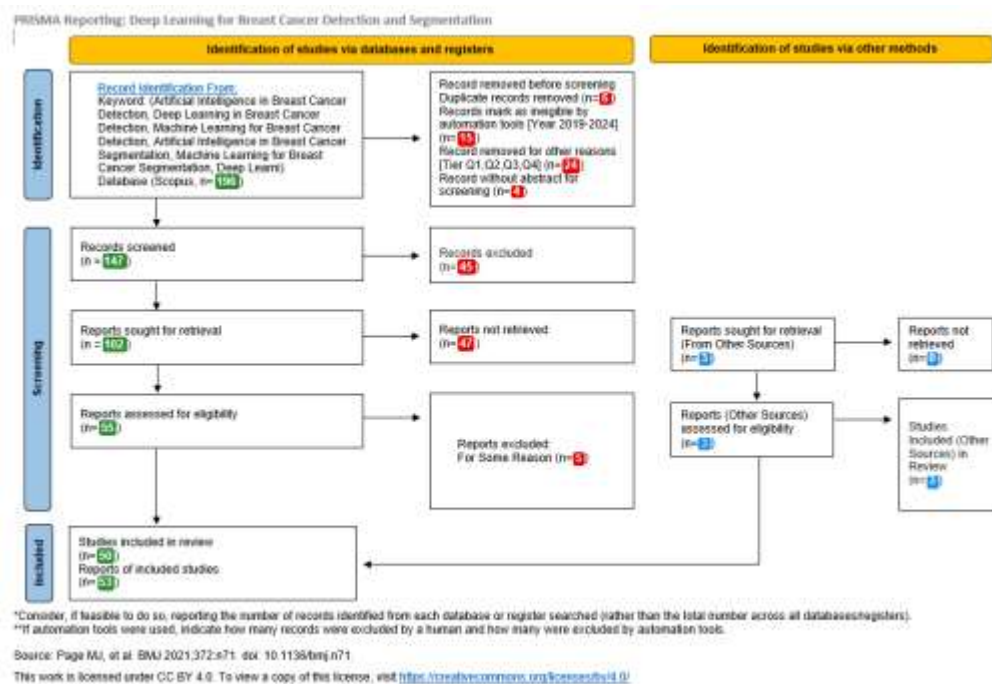 PRISMA Reporting: Deep Learning for Breast Cancer Detection and Segmentation
Identification of studies via databases and registers
Identification of studies via other methods
Identification
Record Identification From:
Keyword: (Artificial Intelligence in Breast Cancer
Detection, Deep Learning in Breast Cancer
Detection, Machine Learning for Breast Cancer
Detection, Artificial Intelligence in Breast Cancer
Segmentation, Machine Learning for Breast
Cancer Segmentation, Deep Learni)
Database (Scopus, n= 196)
Record removed before screening
Duplicate records removed (n=6)
Records mark as ineligible by
automation tools [Year 2019-2024]
(n=15)
Record removed for other reasons
[Tier Q1,Q2,Q3,Q4] (n=24)
Record without abstract for
screening (n=4)
Screening
Records screened
(n = 147)
Records excluded
(n=45)
Reports sought for retrieval
(n = 102)
Reports not retrieved
(n=47)
Reports sought for retrieval
(From Other Sources)
(n=3)
Reports not
retrieved
(n=0)
Reports assessed for eligibility
(n=55)
Reports excluded:
For Some Reason (n=5)
Reports (Other Sources)
assessed for eligibility
(n=3)
Studies
Included (Other
Sources) in
Review
(n=3)
Included
Studies included in review
(n=50)
Reports of included studies
(n=53)
*Consider, if feasible to do so, reporting the number of records identified from each database or register searched (rather than the total number across all databases/registers).
**If automation tools were used, indicate how many records were excluded by a human and how many were excluded by automation tools.
Source: Page MJ, et al. BMJ 2021;372:n71. doi: 10.1136/bmj.n71.
This work is licensed under CC BY 4.0. To view a copy of this license, visit https://creativecommons.org/licenses/by/4.0/